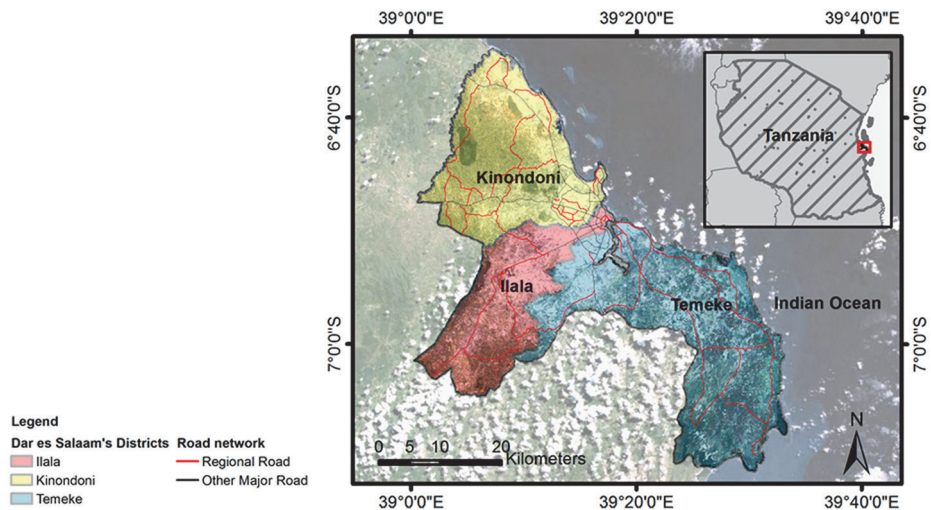 39°0'0"E 39°20'0"E 39°40'0"E
6°40'0"S 6°40'0"S
Tanzania
Kinondoni
Ilala
Temeke
Indian Ocean
7°0'0"S 7°0'0"S
N
0 5 10 20
Kilometers
39°0'0"E 39°20'0"E 39°40'0"E
Legend
Dar es Salaam's Districts Road network
Ilala Regional Road
Kinondoni Other Major Road
Temeke